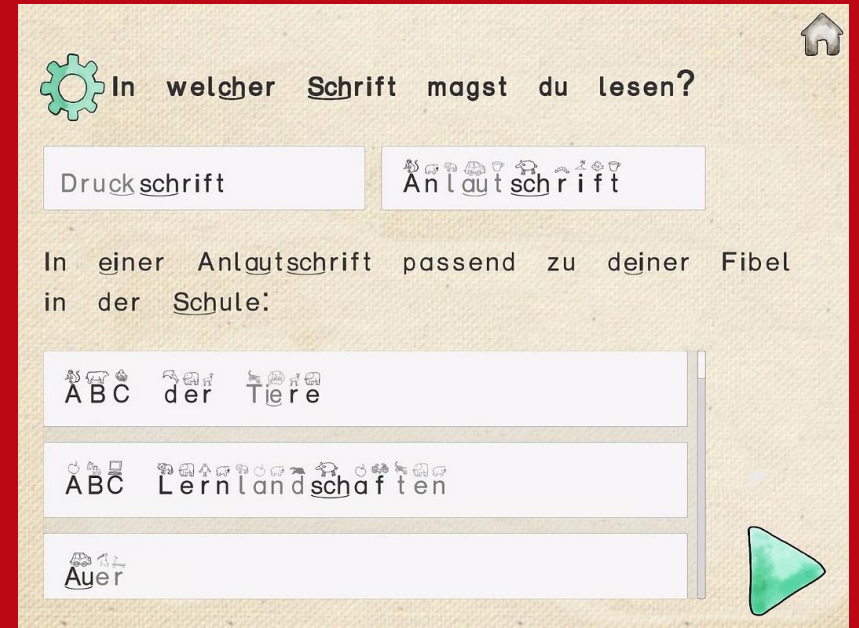 In welcher Schrift magst du lesen?
Druckschrift
Anlautschrift
In einer Anlautschrift passend zu deiner Fibel
in der Schule:
ABC der Tiere
ABC Lernlandschaften
Auer